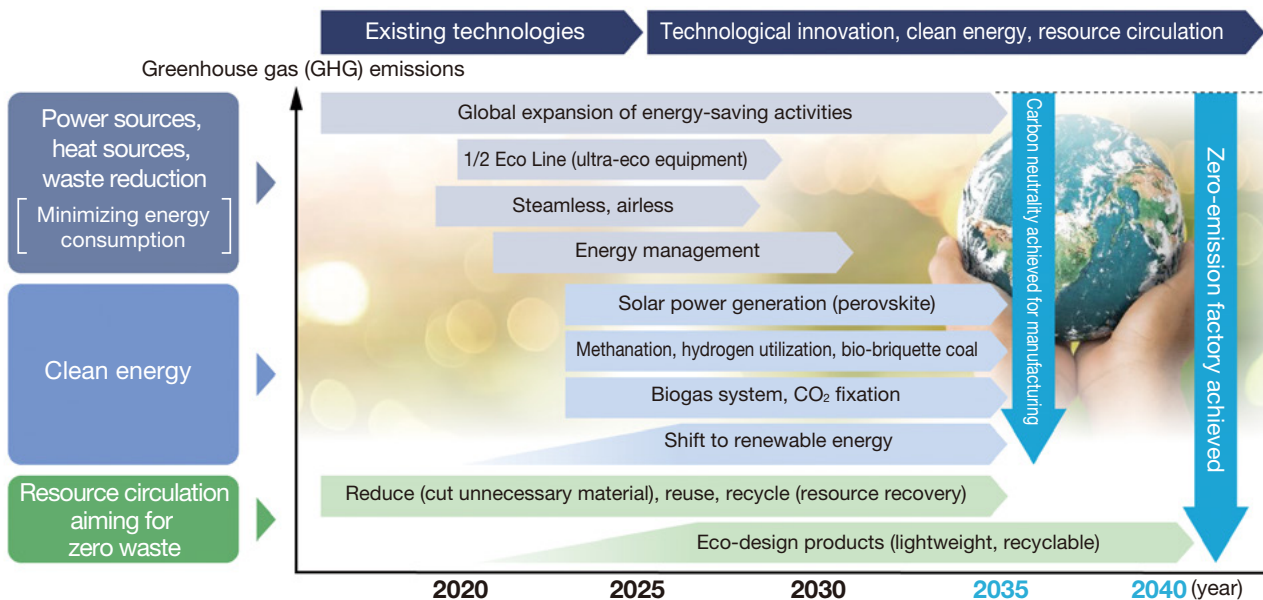 Existing technologies
Technological innovation, clean energy, resource circulation
Greenhouse gas (GHG) emissions
Power sources,
heat sources,
waste reduction
[Minimizing energy
consumption]
Global expansion of energy-saving activities
1/2 Eco Line (ultra-eco equipment)
Steamless, airless
Energy management
Clean energy
Solar power generation (perovskite)
Methanation, hydrogen utilization, bio-briquette coal
Biogas system, CO₂ fixation
Shift to renewable energy
Resource circulation
aiming for
zero waste
Reduce (cut unnecessary material), reuse, recycle (resource recovery)
Eco-design products (lightweight, recyclable)
Carbon neutrality achieved for manufacturing
Zero-emission factory achieved
2020 2025 2030 2035 2040 (year)